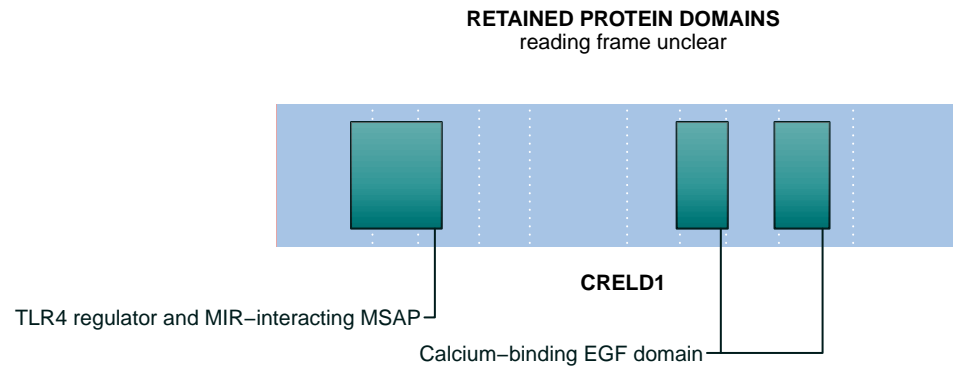 RETAINED PROTEIN DOMAINS
reading frame unclear
CRELD1
TLR4 regulator and MIR−interacting MSAP
Calcium−binding EGF domain